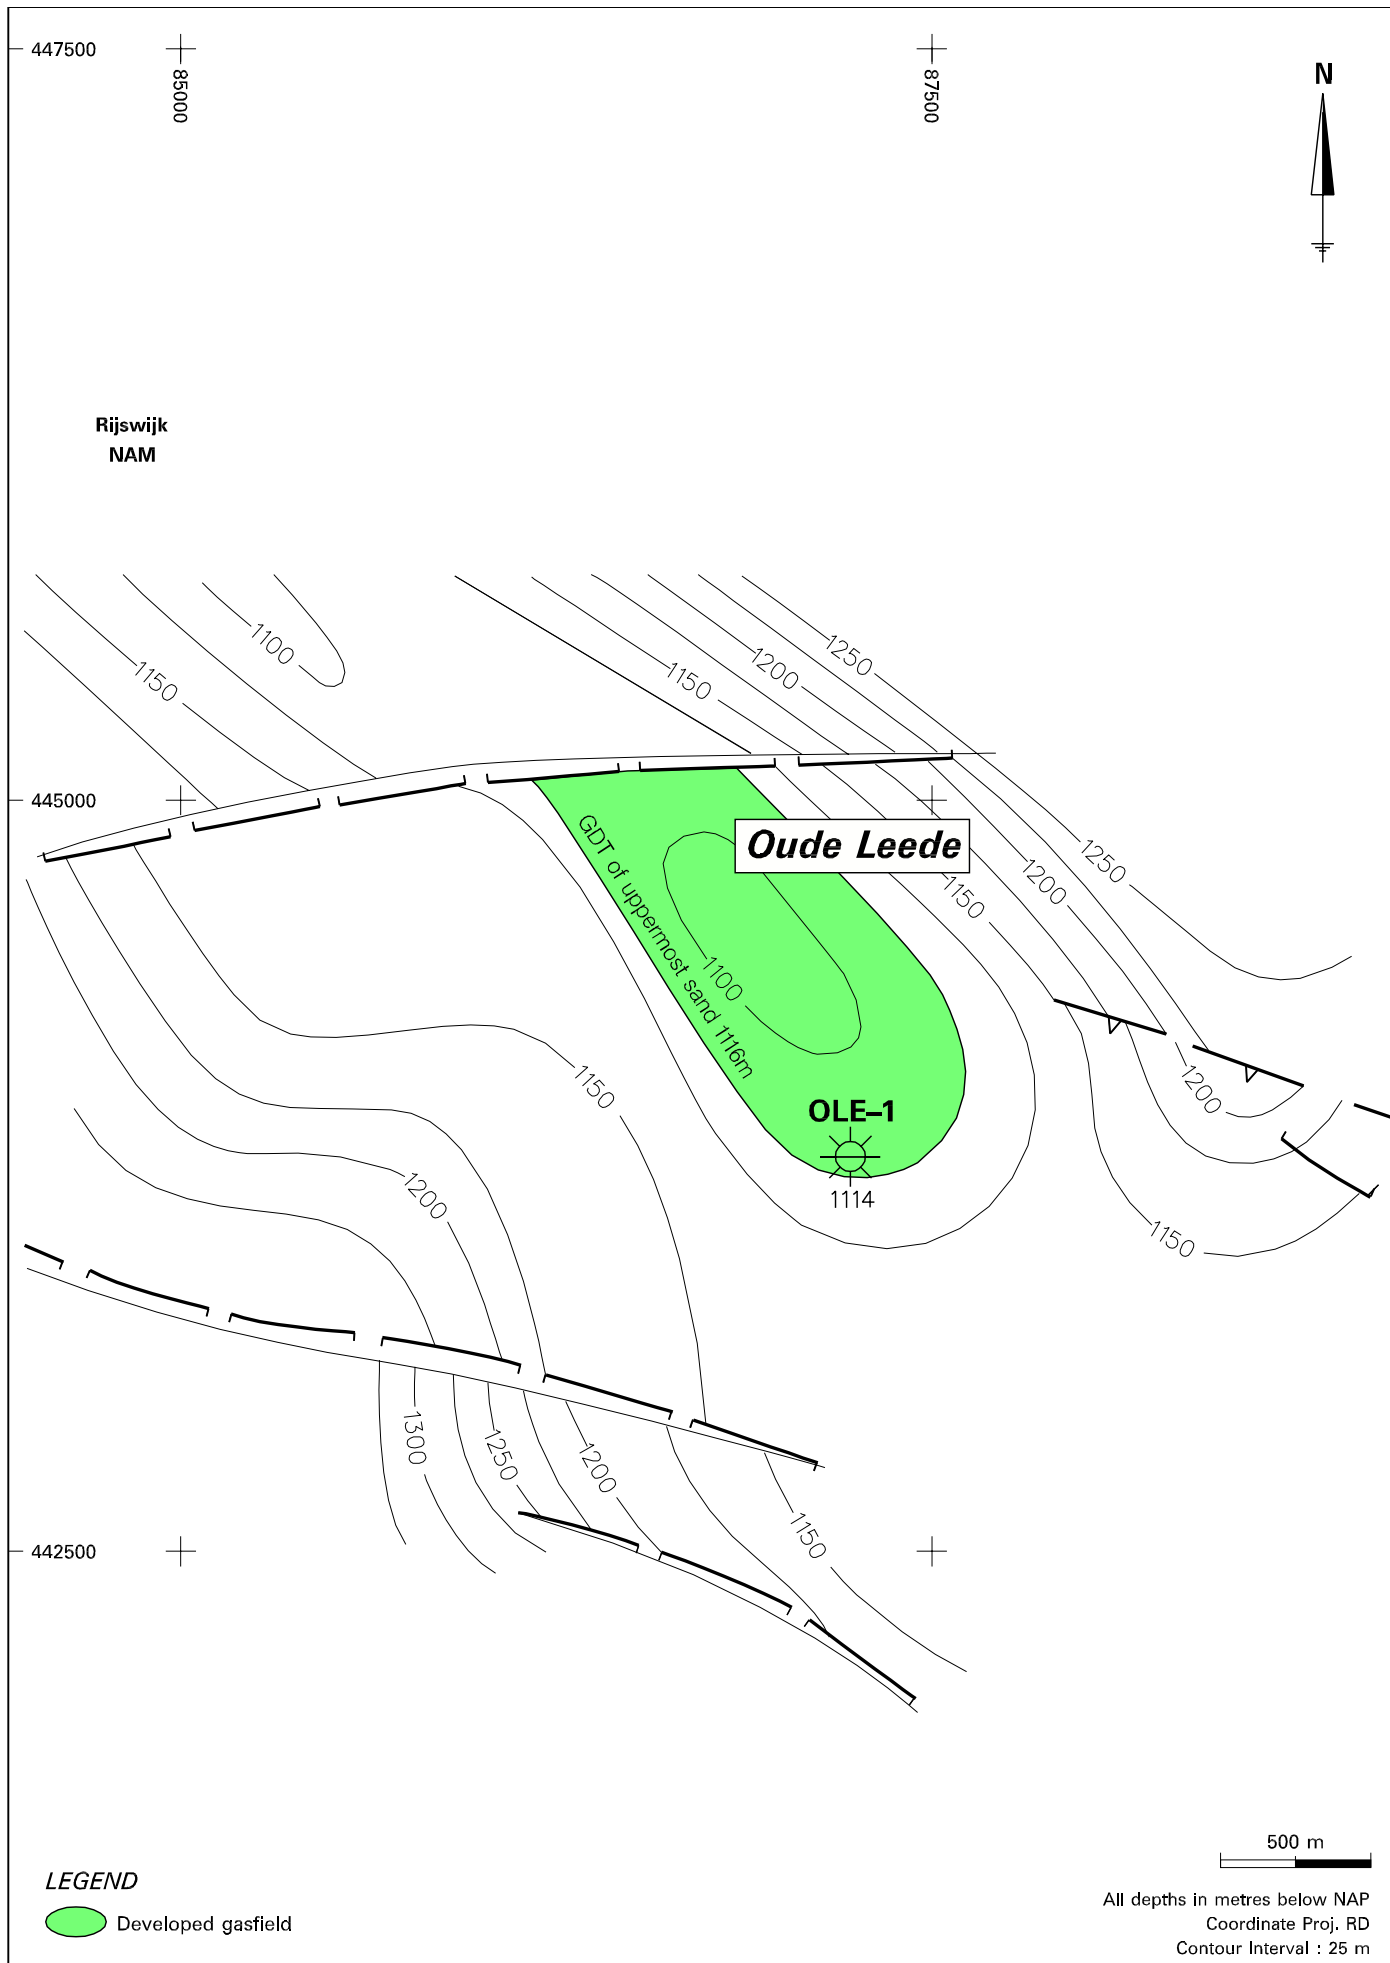 447500
85000
87500
N
Rijswijk
NAM
1100
1150
1250
1200
1150
445000
Oude Leede
GDT of uppermost sand 1116m
1250
1200
1150
1100
1150
1200
OLE–1
1114
1200
1150
1300
1250
1200
1150
442500
500 m
LEGEND
Developed gasfield
All depths in metres below NAP
Coordinate Proj. RD
Contour Interval : 25 m